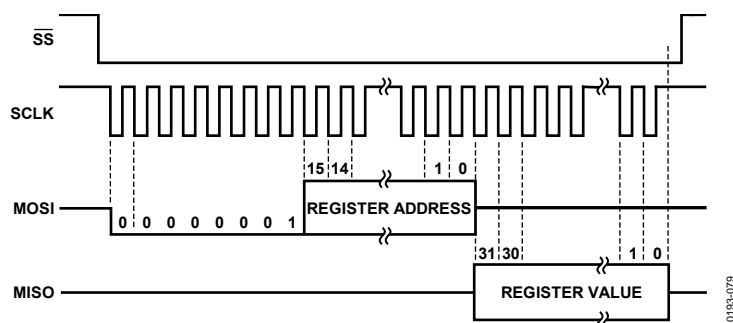 SS
SCLK
15 14 1 0
MOSI 0 0 0 0 0 0 0 1 REGISTER ADDRESS
31 30 1 0
MISO REGISTER VALUE
0193-079